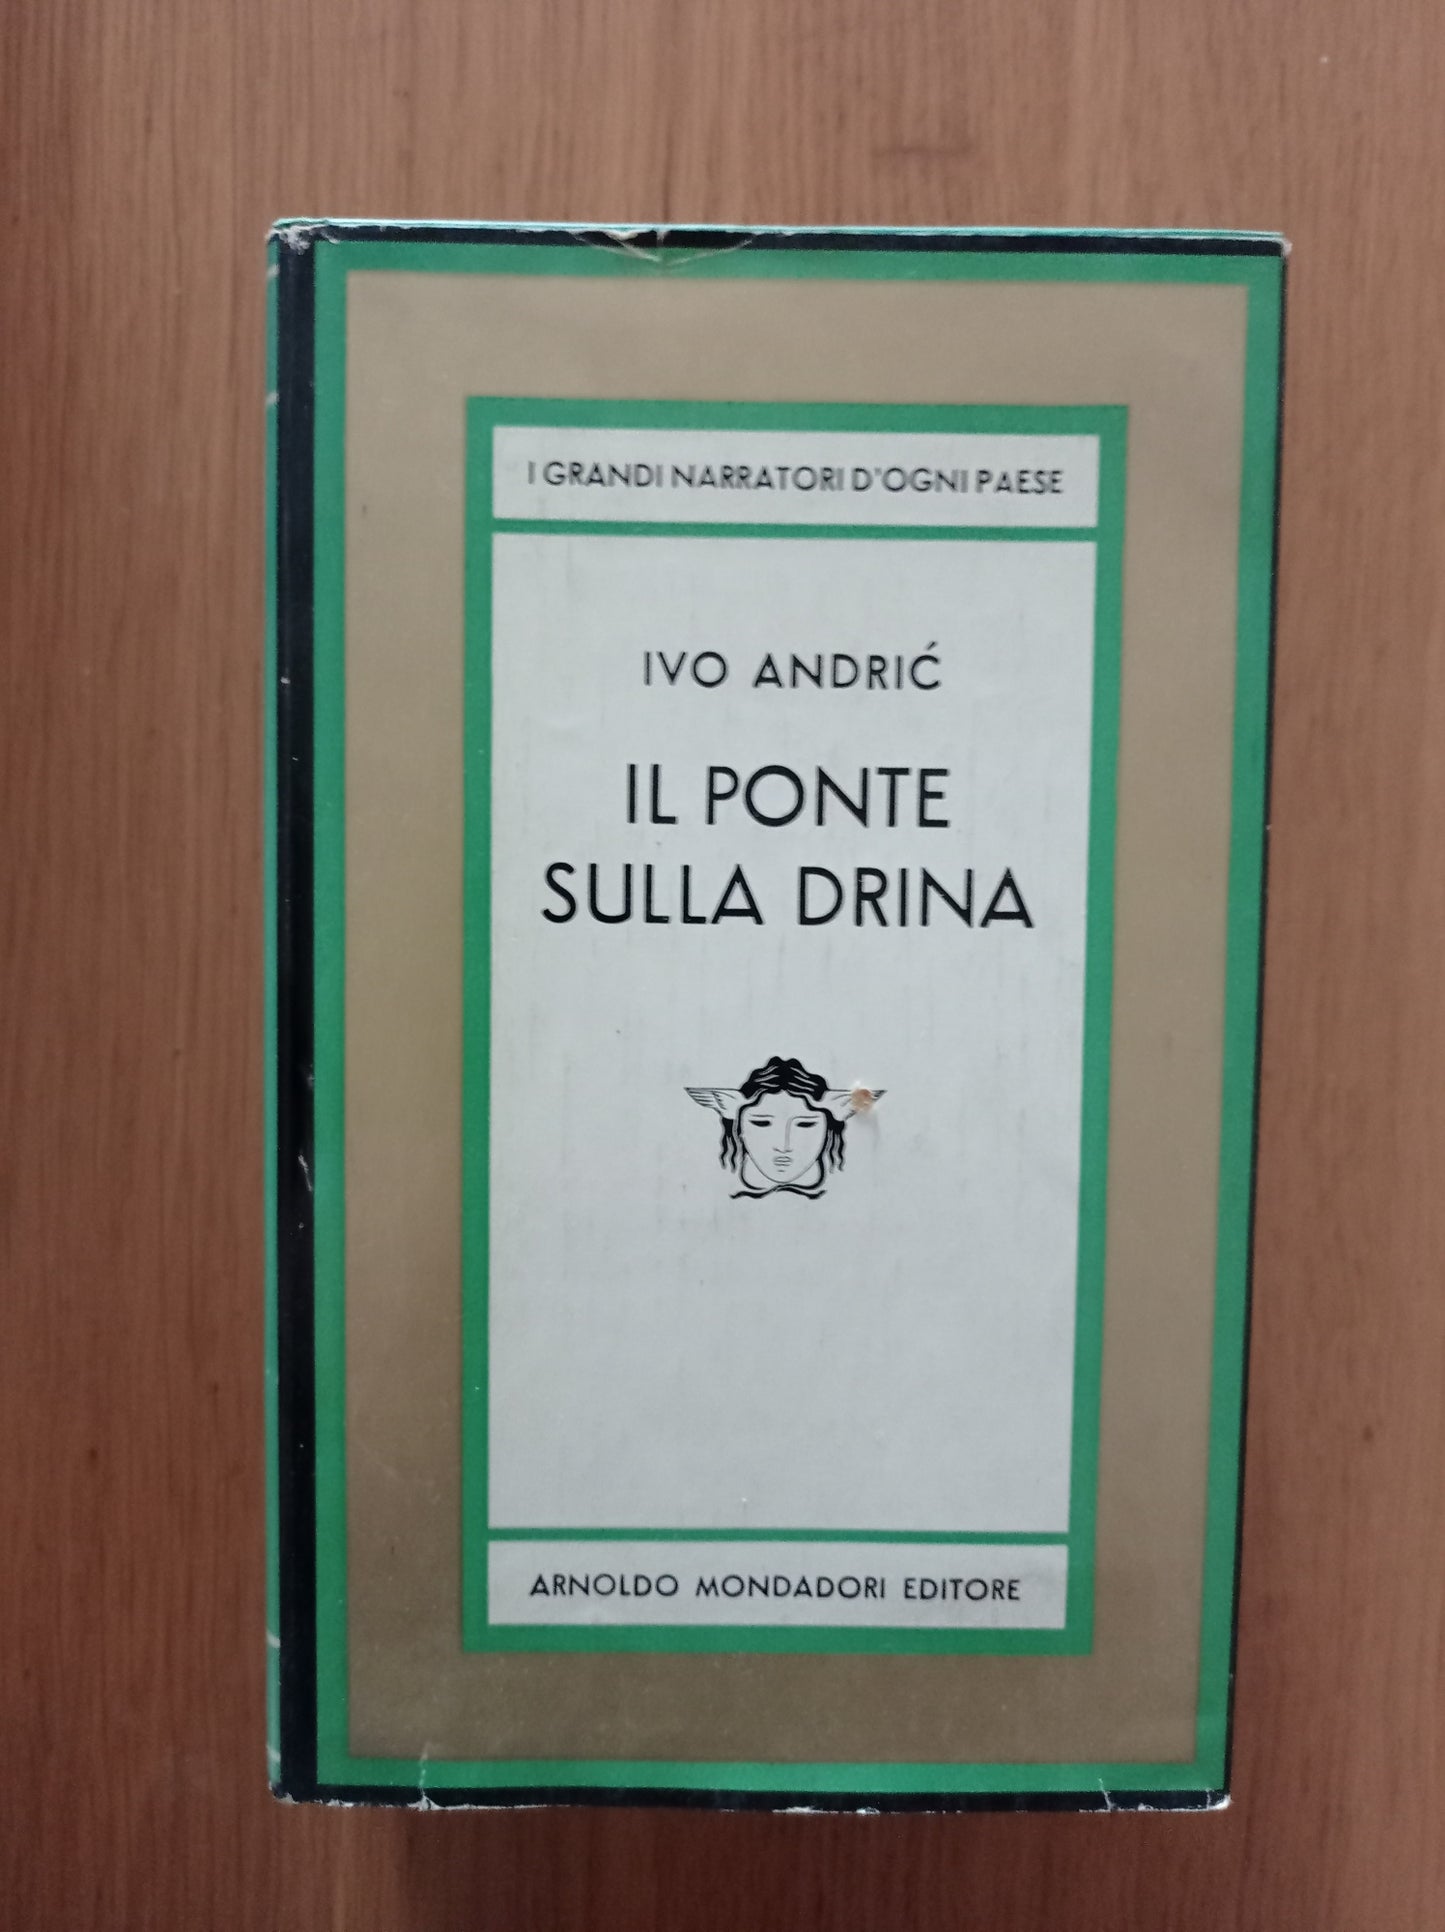 I GRANDI NARRATORI D'OGNI PAESE
IVO ANDRIĆ
IL PONTE
SULLA DRINA
ARNOLDO MONDADORI EDITORE